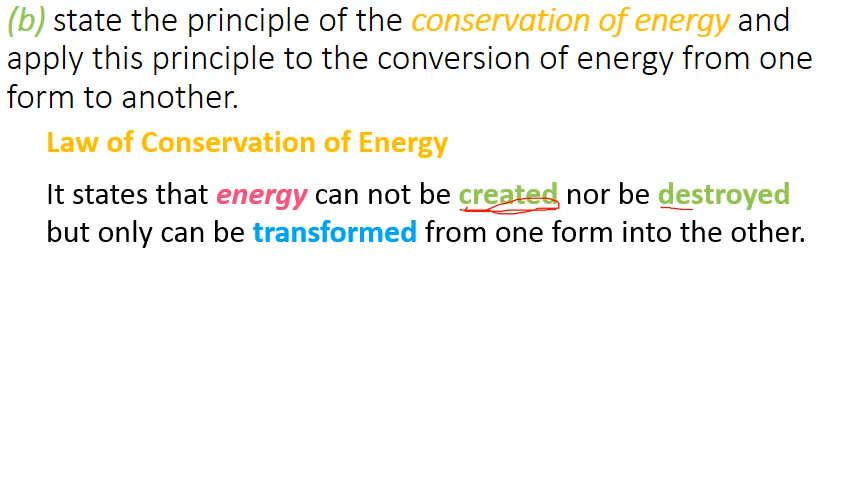 (b) state the principle of the conservation of energy and
apply this principle to the conversion of energy from one
form to another.
Law of Conservation of Energy
It states that energy can not be created nor be destroyed
but only can be transformed from one form into the other.